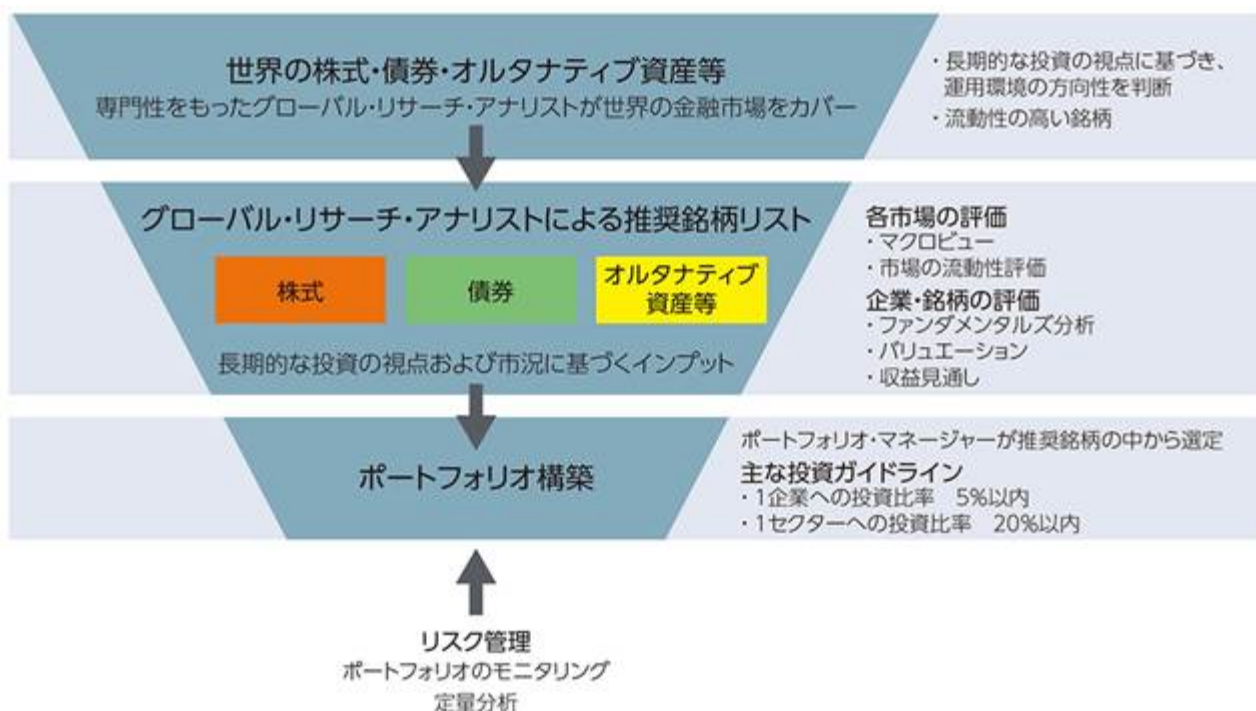 世界の株式・債券・オルタナティブ資産等
専門性をもったグローバル・リサーチ・アナリストが世界の金融市場をカバー
・長期的な投資の視点に基づき、
運用環境の方向性を判断
・流動性の高い銘柄
グローバル・リサーチ・アナリストによる推奨銘柄リスト
株式
債券
オルタナティブ
資産等
長期的な投資の視点および市況に基づくインプット
各市場の評価
・マクロビュー
・市場の流動性評価
企業・銘柄の評価
・ファンダメンタルズ分析
・バリュエーション
・収益見通し
ポートフォリオ構築
ポートフォリオ・マネージャーが推奨銘柄の中から選定
主な投資ガイドライン
・1企業への投資比率　5%以内
・1セクターへの投資比率　20%以内
リスク管理
ポートフォリオのモニタリング
定量分析